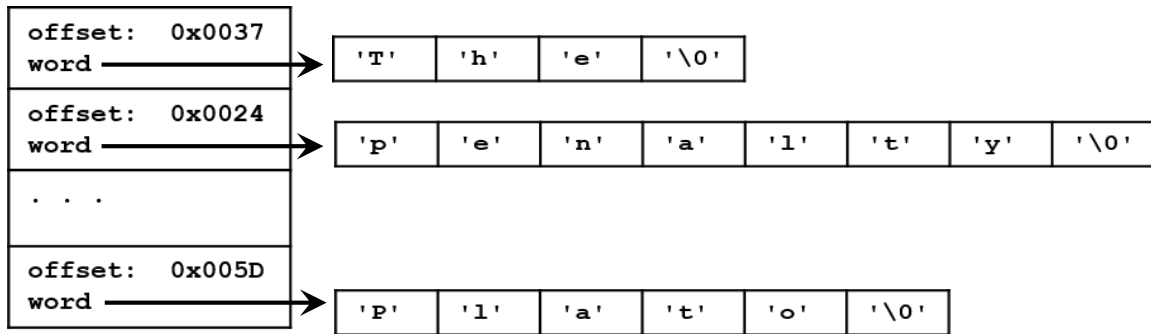 offset: 0x0037
word 'T' 'h' 'e' '\0'
offset: 0x0024
word 'p' 'e' 'n' 'a' 'l' 't' 'y' '\0'
. . .
offset: 0x005D
word 'P' 'l' 'a' 't' 'o' '\0'